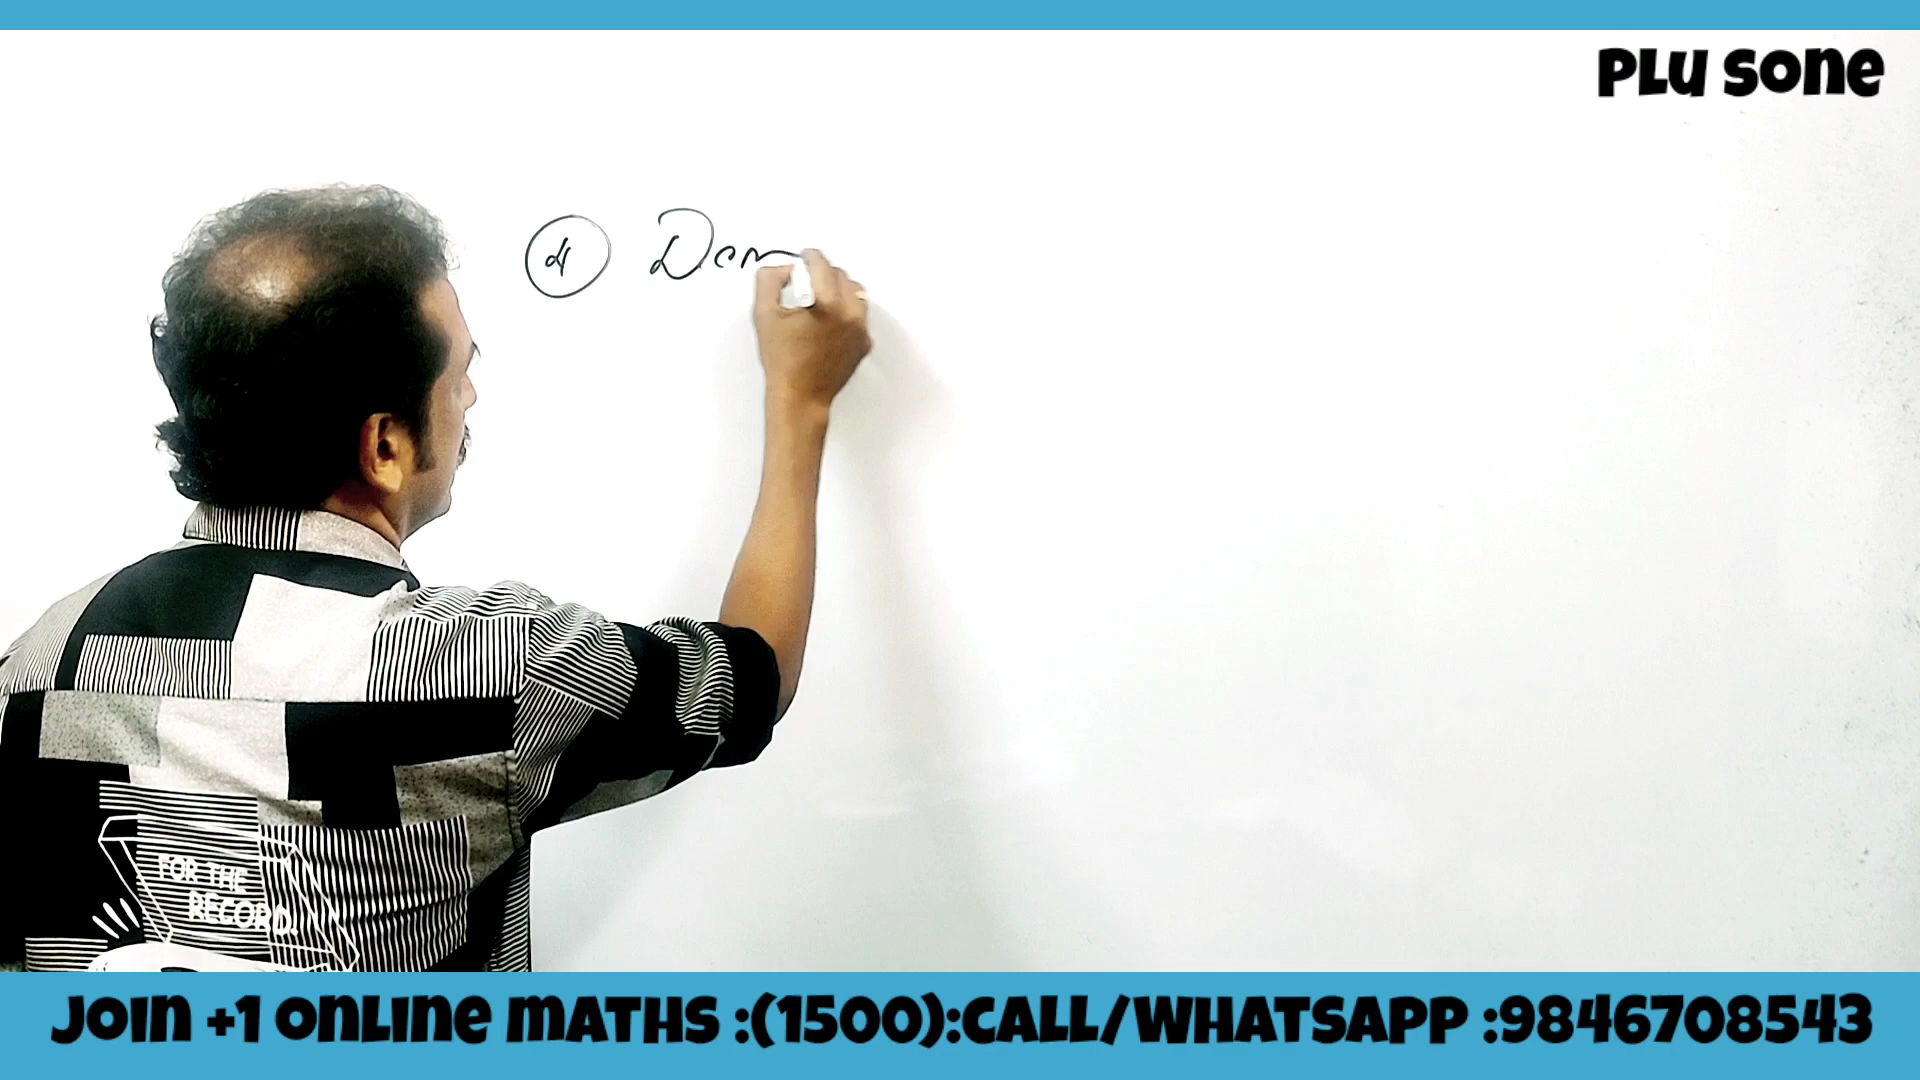 PLU SONE
4 Dom
FOR THE
RECORD.
JOIN +1 ONLINE MATHS :(1500):CALL/WHATSAPP :9846708543